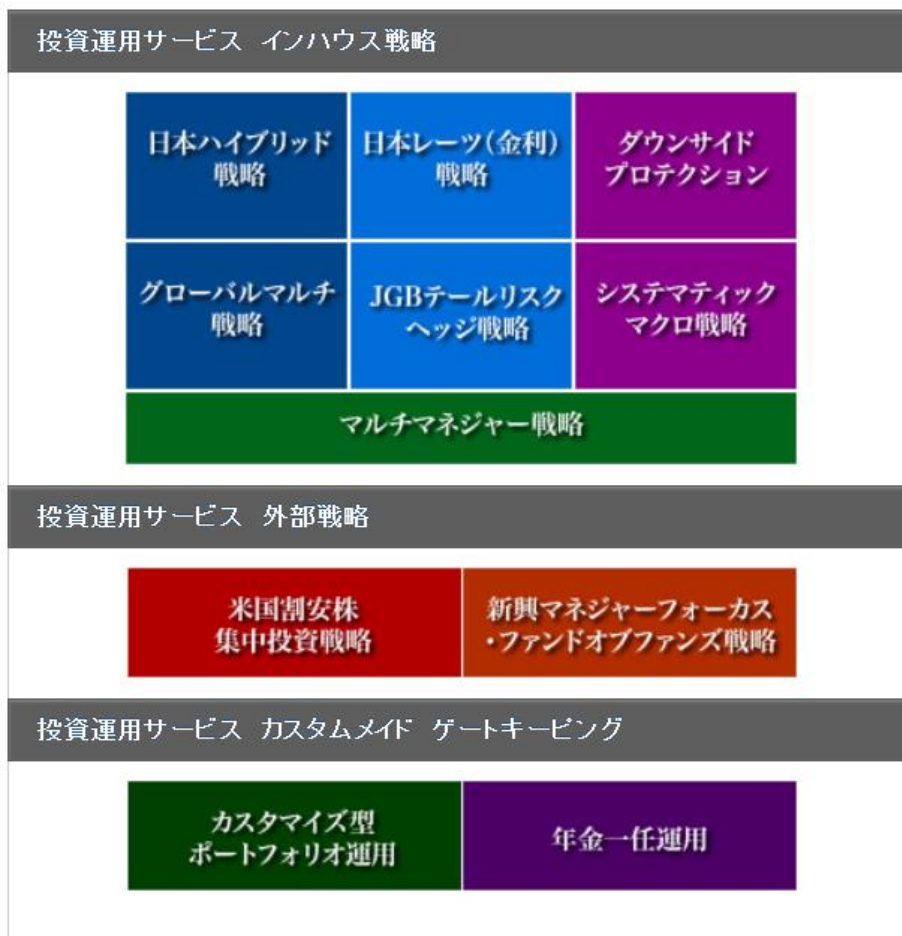 投資運用サービス インハウス戦略
日本ハイブリッド
戦略
日本レーツ(金利)
戦略
ダウンサイド
プロテクション
グローバルマルチ
戦略
JGBテールリスク
ヘッジ戦略
システマティック
マクロ戦略
マルチマネジャー戦略
投資運用サービス 外部戦略
米国割安株
集中投資戦略
新興マネジャーフォーカス
・ファンドオブファンズ戦略
投資運用サービス カスタムメイド ゲートキーピング
カスタマイズ型
ポートフォリオ運用
年金一任運用